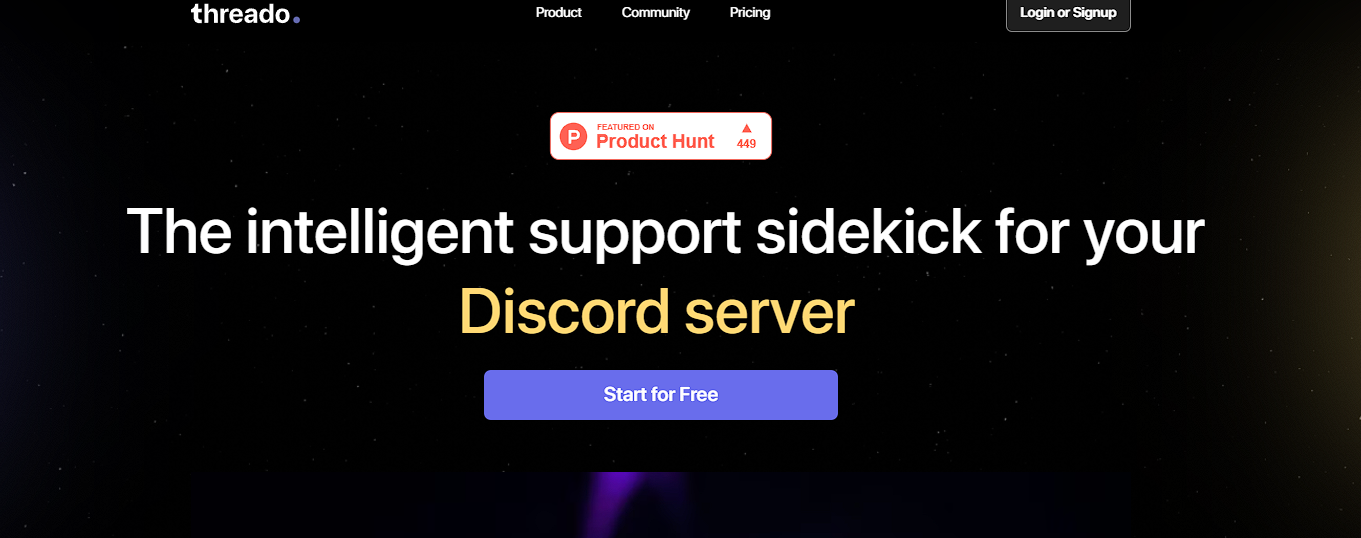 threado.
Product Community Pricing Login or Signup
FEATURED ON
Product Hunt
449
The intelligent support sidekick for your
Discord server
Start for Free